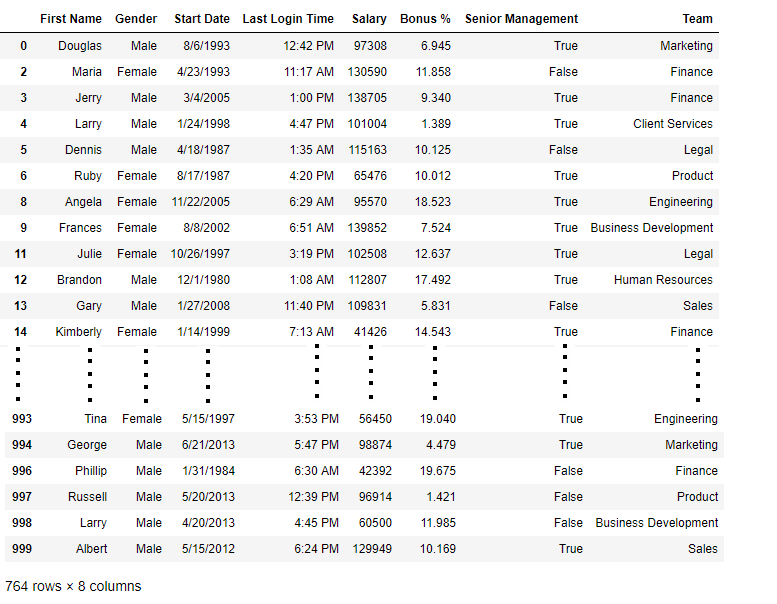 First Name Gender Start Date Last Login Time Salary Bonus % Senior Management Team
0 Douglas Male 8/6/1993 12:42 PM 97308 6.945 True Marketing
2 Maria Female 4/23/1993 11:17 AM 130590 11.858 False Finance
3 Jerry Male 3/4/2005 1:00 PM 138705 9.340 True Finance
4 Larry Male 1/24/1998 4:47 PM 101004 1.389 True Client Services
5 Dennis Male 4/18/1987 1:35 AM 115163 10.125 False Legal
6 Ruby Female 8/17/1987 4:20 PM 65476 10.012 True Product
8 Angela Female 11/22/2005 6:29 AM 95570 18.523 True Engineering
9 Frances Female 8/8/2002 6:51 AM 139852 7.524 True Business Development
11 Julie Female 10/26/1997 3:19 PM 102508 12.637 True Legal
12 Brandon Male 12/1/1980 1:08 AM 112807 17.492 True Human Resources
13 Gary Male 1/27/2008 11:40 PM 109831 5.831 False Sales
14 Kimberly Female 1/14/1999 7:13 AM 41426 14.543 True Finance
993 Tina Female 5/15/1997 3:53 PM 56450 19.040 True Engineering
994 George Male 6/21/2013 5:47 PM 98874 4.479 True Marketing
996 Phillip Male 1/31/1984 6:30 AM 42392 19.675 False Finance
997 Russell Male 5/20/2013 12:39 PM 96914 1.421 False Product
998 Larry Male 4/20/2013 4:45 PM 60500 11.985 False Business Development
999 Albert Male 5/15/2012 6:24 PM 129949 10.169 True Sales
764 rows × 8 columns